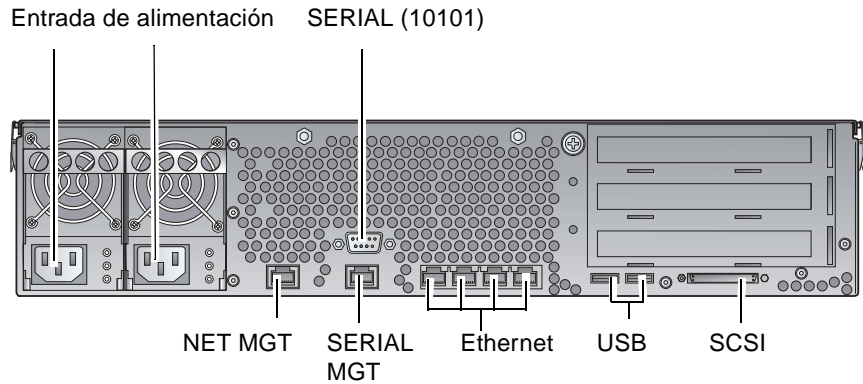 Entrada de alimentación
SERIAL (10101)
NET MGT
SERIAL
MGT
Ethernet
USB
SCSI